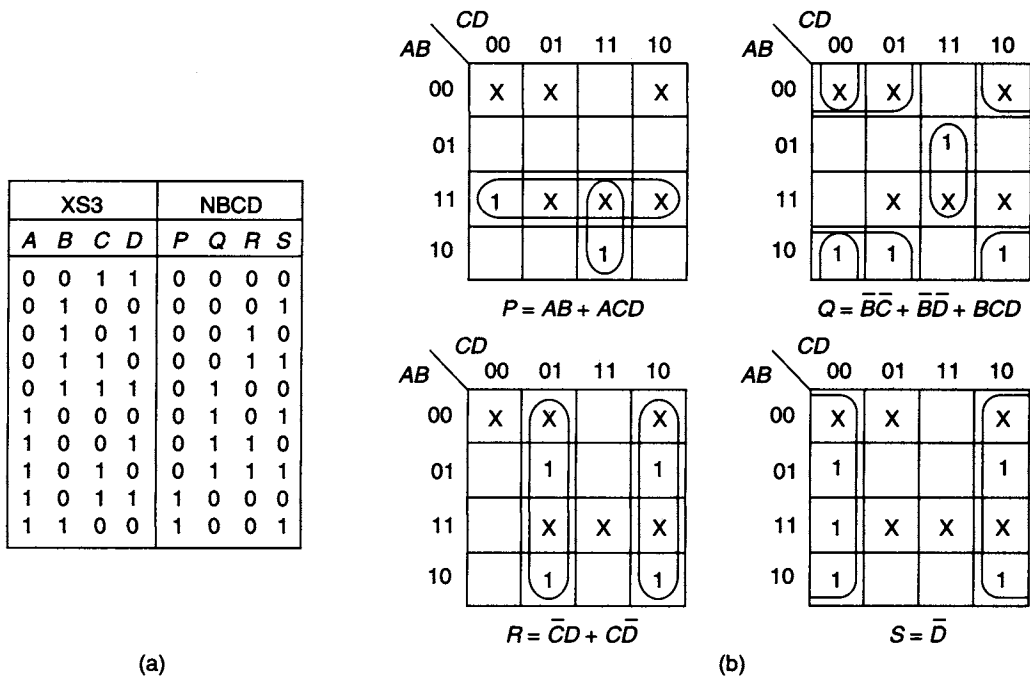 XS3 NBCD
A B C D P Q R S
0 0 1 1 0 0 0 0
0 1 0 0 0 0 0 1
0 1 0 1 0 0 1 0
0 1 1 0 0 0 1 1
0 1 1 1 0 1 0 0
1 0 0 0 0 1 0 1
1 0 0 1 0 1 1 0
1 0 1 0 0 1 1 1
1 0 1 1 1 0 0 0
1 1 0 0 1 0 0 1
(a)
CD
AB 00 01 11 10
00 X X X
01
11 1 X X X
10 1
P = AB + ACD
CD
AB 00 01 11 10
00 X X X
01 1
11 X X X
10 1 1 1
Q = B̅C̅ + B̅D̅ + BCD
CD
AB 00 01 11 10
00 X X X
01 1 1
11 X X X
10 1 1
R = C̅D + CD̅
CD
AB 00 01 11 10
00 X X X
01 1 1
11 1 X X X
10 1 1
S = D̅
(b)